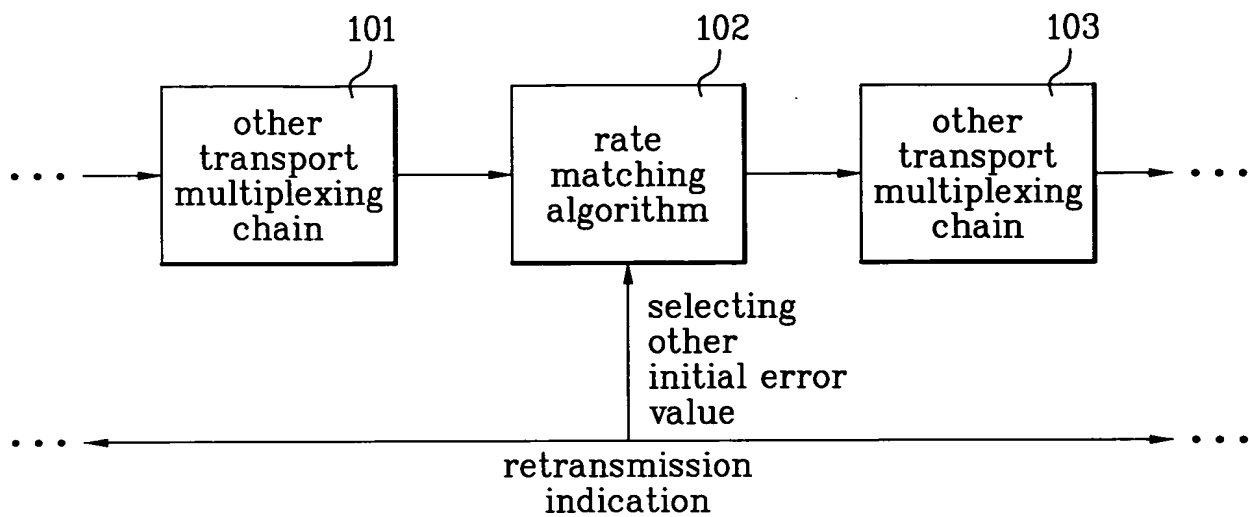 101
102
103
other
transport
multiplexing
chain
rate
matching
algorithm
other
transport
multiplexing
chain
selecting
other
initial error
value
retransmission
indication